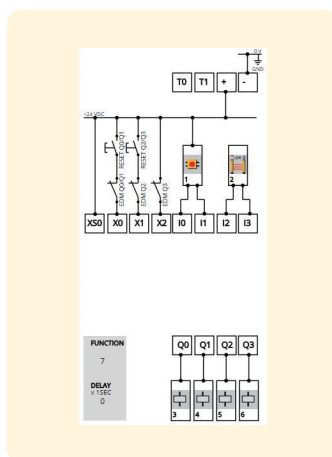 0 V
GND
T0 T1 + -
+24 VDC
RESET Q0/Q1
RESET Q2/Q3
EDM Q0/Q1
EDM Q2
EDM Q3
1
2
XS0 X0 X1 X2 I0 I1 I2 I3
FUNCTION
7
DELAY
x 1SEC
0
Q0 Q1 Q2 Q3
3 4 5 6